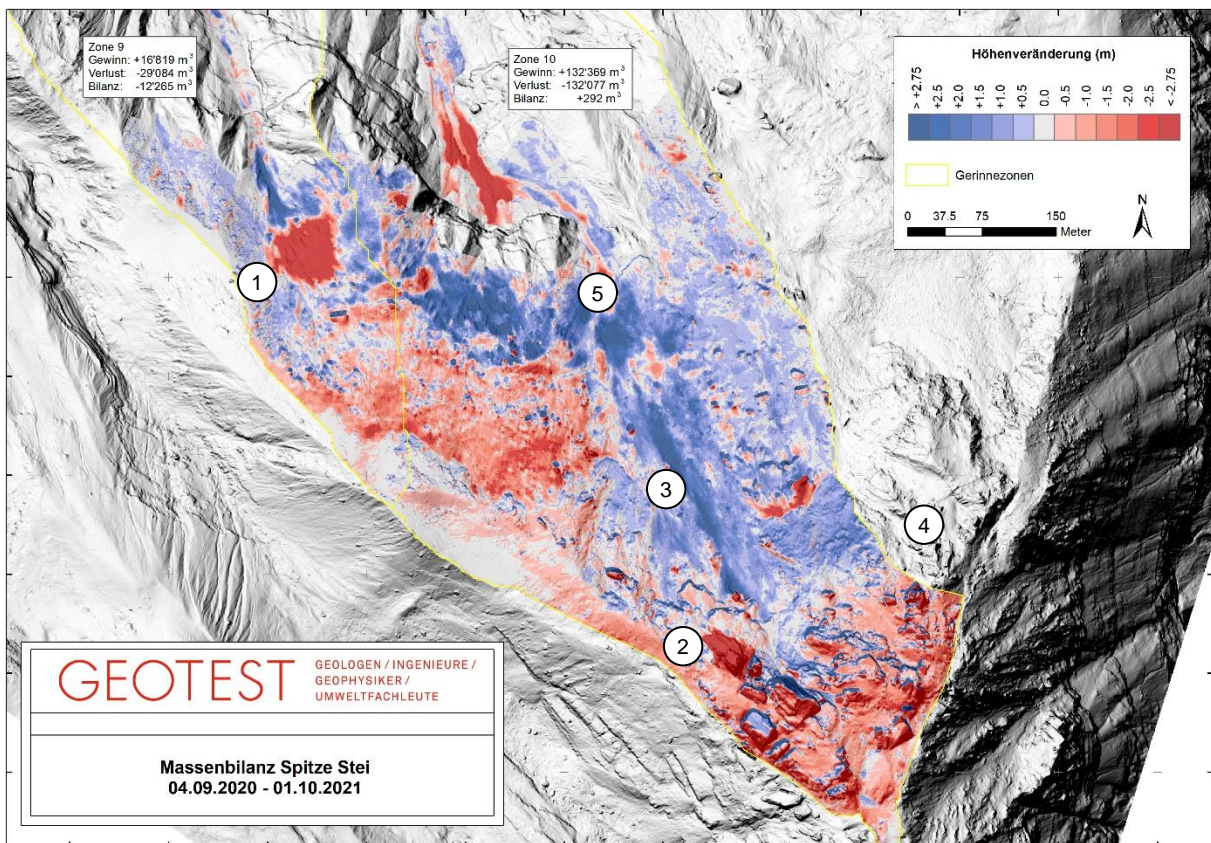 Zone 9
Gewinn: +16'819 m³
Verlust: -29'084 m³
Bilanz: -12'265 m³
Zone 10
Gewinn: +132'369 m³
Verlust: -132'077 m³
Bilanz: +292 m³
Höhenveränderung (m)
> +2.75
+2.5
+2.0
+1.5
+1.0
+0.5
0.0
-0.5
-1.0
-1.5
-2.0
-2.5
< -2.75
Gerinnezonen
N
0 37.5 75 150
Meter
1
5
3
4
2
GEOTEST
GEOLOGEN / INGENIEURE /
GEOPHYSIKER /
UMWELTFACHLEUTE
Massenbilanz Spitze Stei
04.09.2020 - 01.10.2021